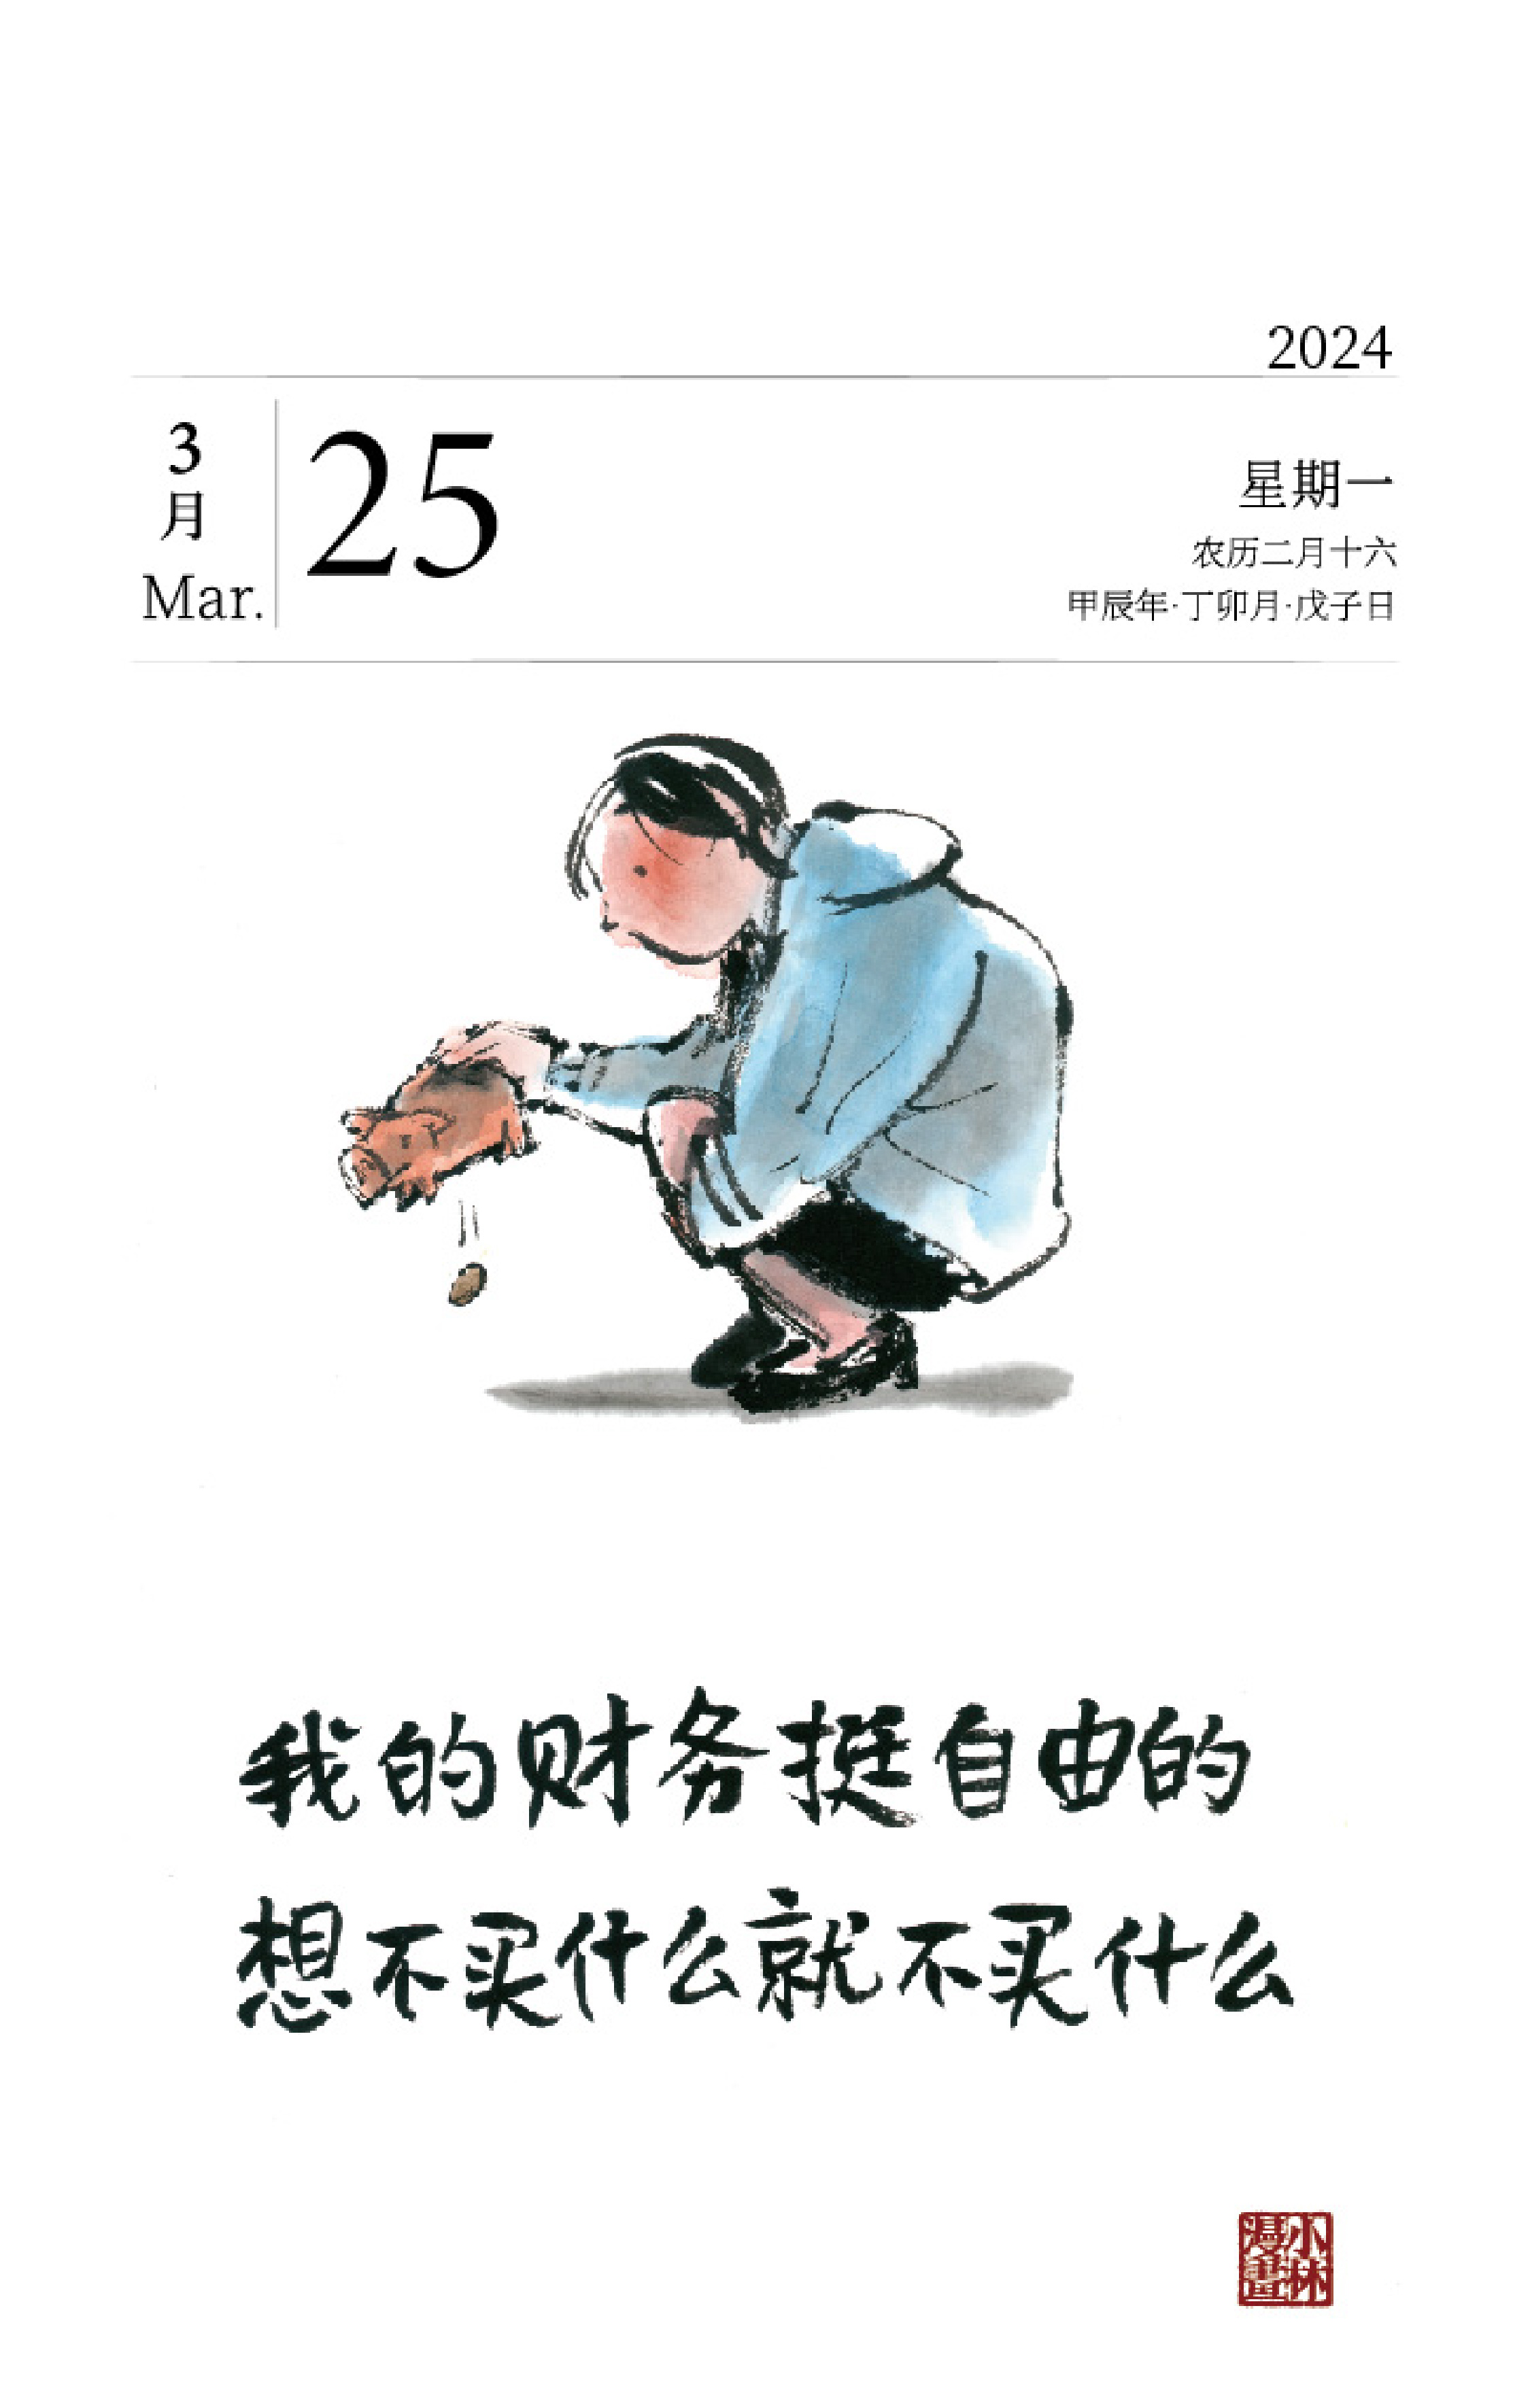 2024
3
月
Mar.
25
星期一
农历二月十六
甲辰年·丁卯月·戊子日
我的财务挺自由的
想不买什么就不买什么
小林
漫画